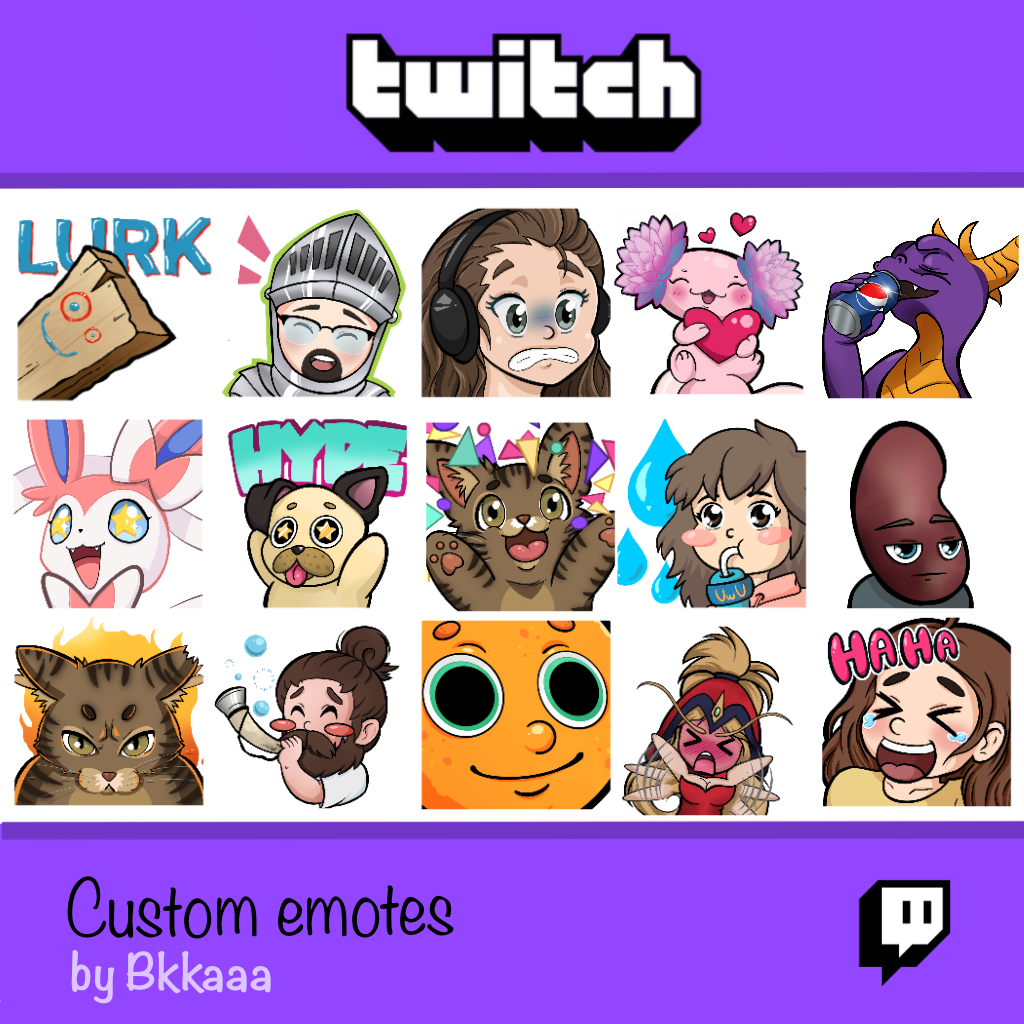 twitch
LURK
HYPE
UwU
HAHA
Custom emotes
by Bkkaaa